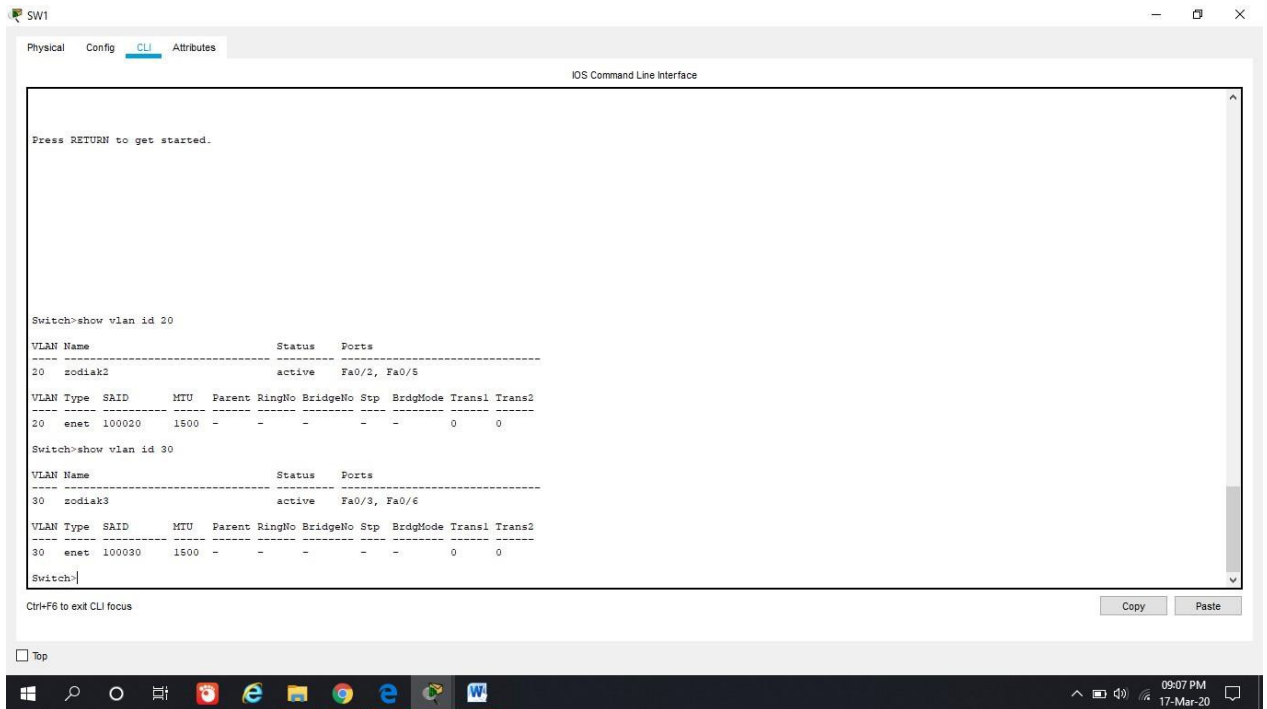 SW1
Physical Config CLI Attributes
IOS Command Line Interface
Press RETURN to get started.
Switch>show vlan id 20
VLAN Name                             Status    Ports
---- -------------------------------- --------- -------------------------------
20   zodiak2                          active    Fa0/2, Fa0/5
VLAN Type  SAID       MTU   Parent RingNo BridgeNo Stp  BrdgMode Trans1 Trans2
---- ----- ---------- ----- ------ ------ -------- ---- -------- ------ ------
20   enet  100020     1500  -      -      -        -    -        0      0
Switch>show vlan id 30
VLAN Name                             Status    Ports
---- -------------------------------- --------- -------------------------------
30   zodiak3                          active    Fa0/3, Fa0/6
VLAN Type  SAID       MTU   Parent RingNo BridgeNo Stp  BrdgMode Trans1 Trans2
---- ----- ---------- ----- ------ ------ -------- ---- -------- ------ ------
30   enet  100030     1500  -      -      -        -    -        0      0
Switch>
Ctrl+F6 to exit CLI focus
Copy Paste
Top
09:07 PM
17-Mar-20